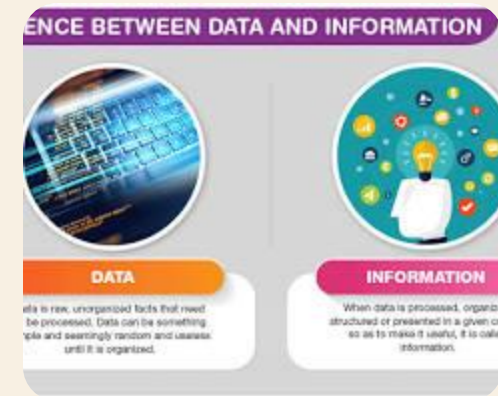 ENCE BETWEEN DATA AND INFORMATION
DATA
ata is raw, unorganized facts that need
be processed. Data can be something
ple and seemingly random and useless
until it is organized.
INFORMATION
When data is processed, organiz
structured or presented in a given c
so as to make it useful, it is calle
information.